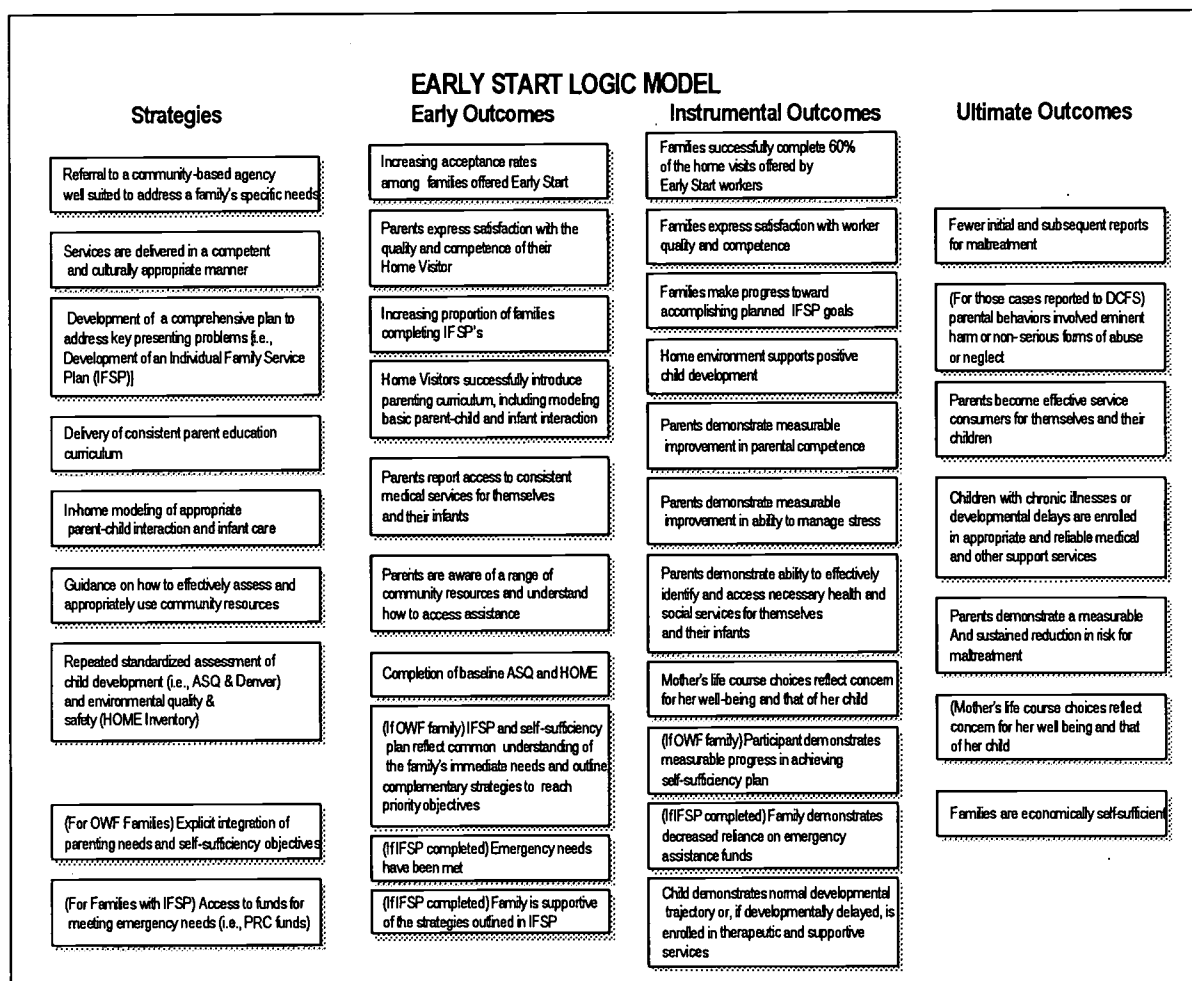 EARLY START LOGIC MODEL
Strategies
Referral to a community-based agency
well suited to address a family's specific needs
Services are delivered in a competent
and culturally appropriate manner
Development of a comprehensive plan to
address key presenting problems [i.e.,
Development of an Individual Family Service
Plan (IFSP)]
Delivery of consistent parent education
curriculum
In-home modeling of appropriate
parent-child interaction and infant care
Guidance on how to effectively assess and
appropriately use community resources
Repeated standardized assessment of
child development (i.e., ASQ & Denver)
and environmental quality &
safety (HOME Inventory)
(For OWF Families) Explicit integration of
parenting needs and self-sufficiency objectives
(For Families with IFSP) Access to funds for
meeting emergency needs (i.e., PRC funds)
Early Outcomes
Increasing acceptance rates
among families offered Early Start
Parents express satisfaction with the
quality and competence of their
Home Visitor
Increasing proportion of families
completing IFSP's
Home Visitors successfully introduce
parenting curriculum, including modeling
basic parent-child and infant interaction
Parents report access to consistent
medical services for themselves
and their infants
Parents are aware of a range of
community resources and understand
how to access assistance
Completion of baseline ASQ and HOME
(If OWF family) IFSP and self-sufficiency
plan reflect common understanding of
the family's immediate needs and outline
complementary strategies to reach
priority objectives
(If IFSP completed) Emergency needs
have been met
(If IFSP completed) Family is supportive
of the strategies outlined in IFSP
Instrumental Outcomes
Families successfully complete 60%
of the home visits offered by
Early Start workers
Families express satisfaction with worker
quality and competence
Families make progress toward
accomplishing planned IFSP goals
Home environment supports positive
child development
Parents demonstrate measurable
improvement in parental competence
Parents demonstrate measurable
improvement in ability to manage stress
Parents demonstrate ability to effectively
identify and access necessary health and
social services for themselves
and their infants
Mother's life course choices reflect concern
for her well-being and that of her child
(If OWF family) Participant demonstrates
measurable progress in achieving
self-sufficiency plan
(If IFSP completed) Family demonstrates
decreased reliance on emergency
assistance funds
Child demonstrates normal developmental
trajectory or, if developmentally delayed, is
enrolled in therapeutic and supportive
services
Ultimate Outcomes
Fewer initial and subsequent reports
for maltreatment
(For those cases reported to DCFS)
parental behaviors involved eminent
harm or non-serious forms of abuse
or neglect
Parents become effective service
consumers for themselves and their
children
Children with chronic illnesses or
developmental delays are enrolled
in appropriate and reliable medical
and other support services
Parents demonstrate a measurable
And sustained reduction in risk for
maltreatment
(Mother's life course choices reflect
concern for her well being and that
of her child
Families are economically self-sufficient